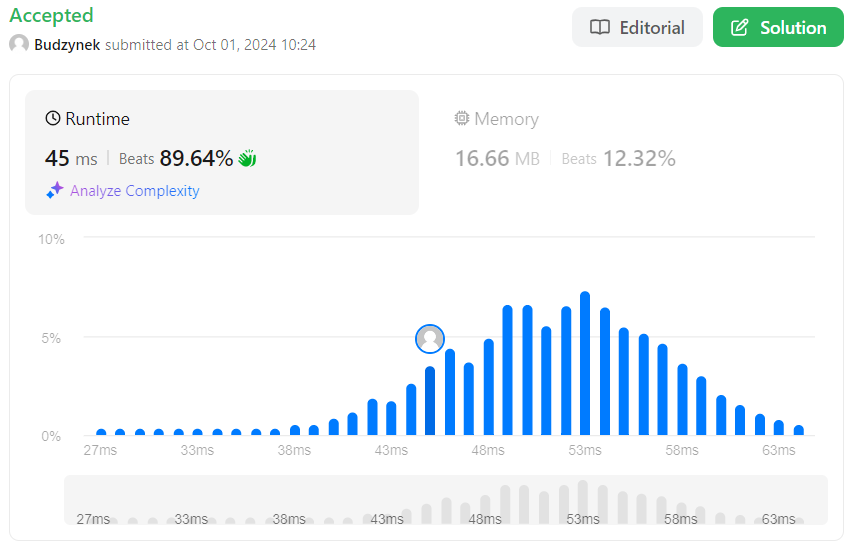 Accepted
Budzynek submitted at Oct 01, 2024 10:24
Editorial
Solution
Runtime
45 ms Beats 89.64%
Analyze Complexity
Memory
16.66 MB Beats 12.32%
10%
5%
0%
27ms 33ms 38ms 43ms 48ms 53ms 58ms 63ms
27ms 33ms 38ms 43ms 48ms 53ms 58ms 63ms